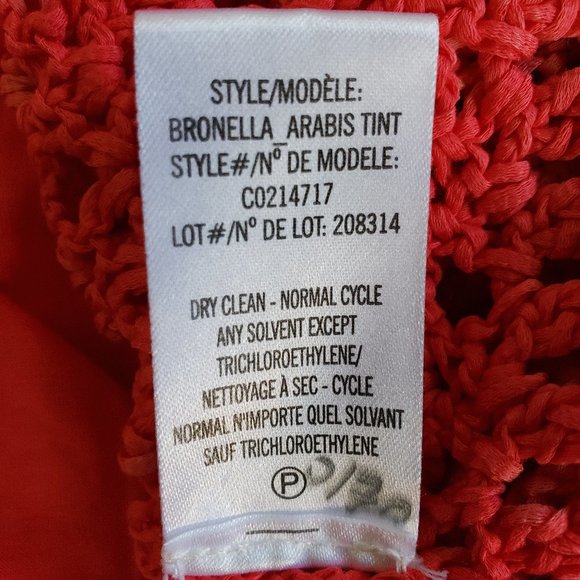 STYLE/MODÈLE:
BRONELLA_ARABIS TINT
STYLE#/Nº DE MODELE:
C0214717
LOT#/Nº DE LOT: 208314
DRY CLEAN - NORMAL CYCLE
ANY SOLVENT EXCEPT
TRICHLOROETHYLENE/
NETTOYAGE À SEC - CYCLE
NORMAL N'IMPORTE QUEL SOLVANT
SAUF TRICHLOROETHYLENE
P